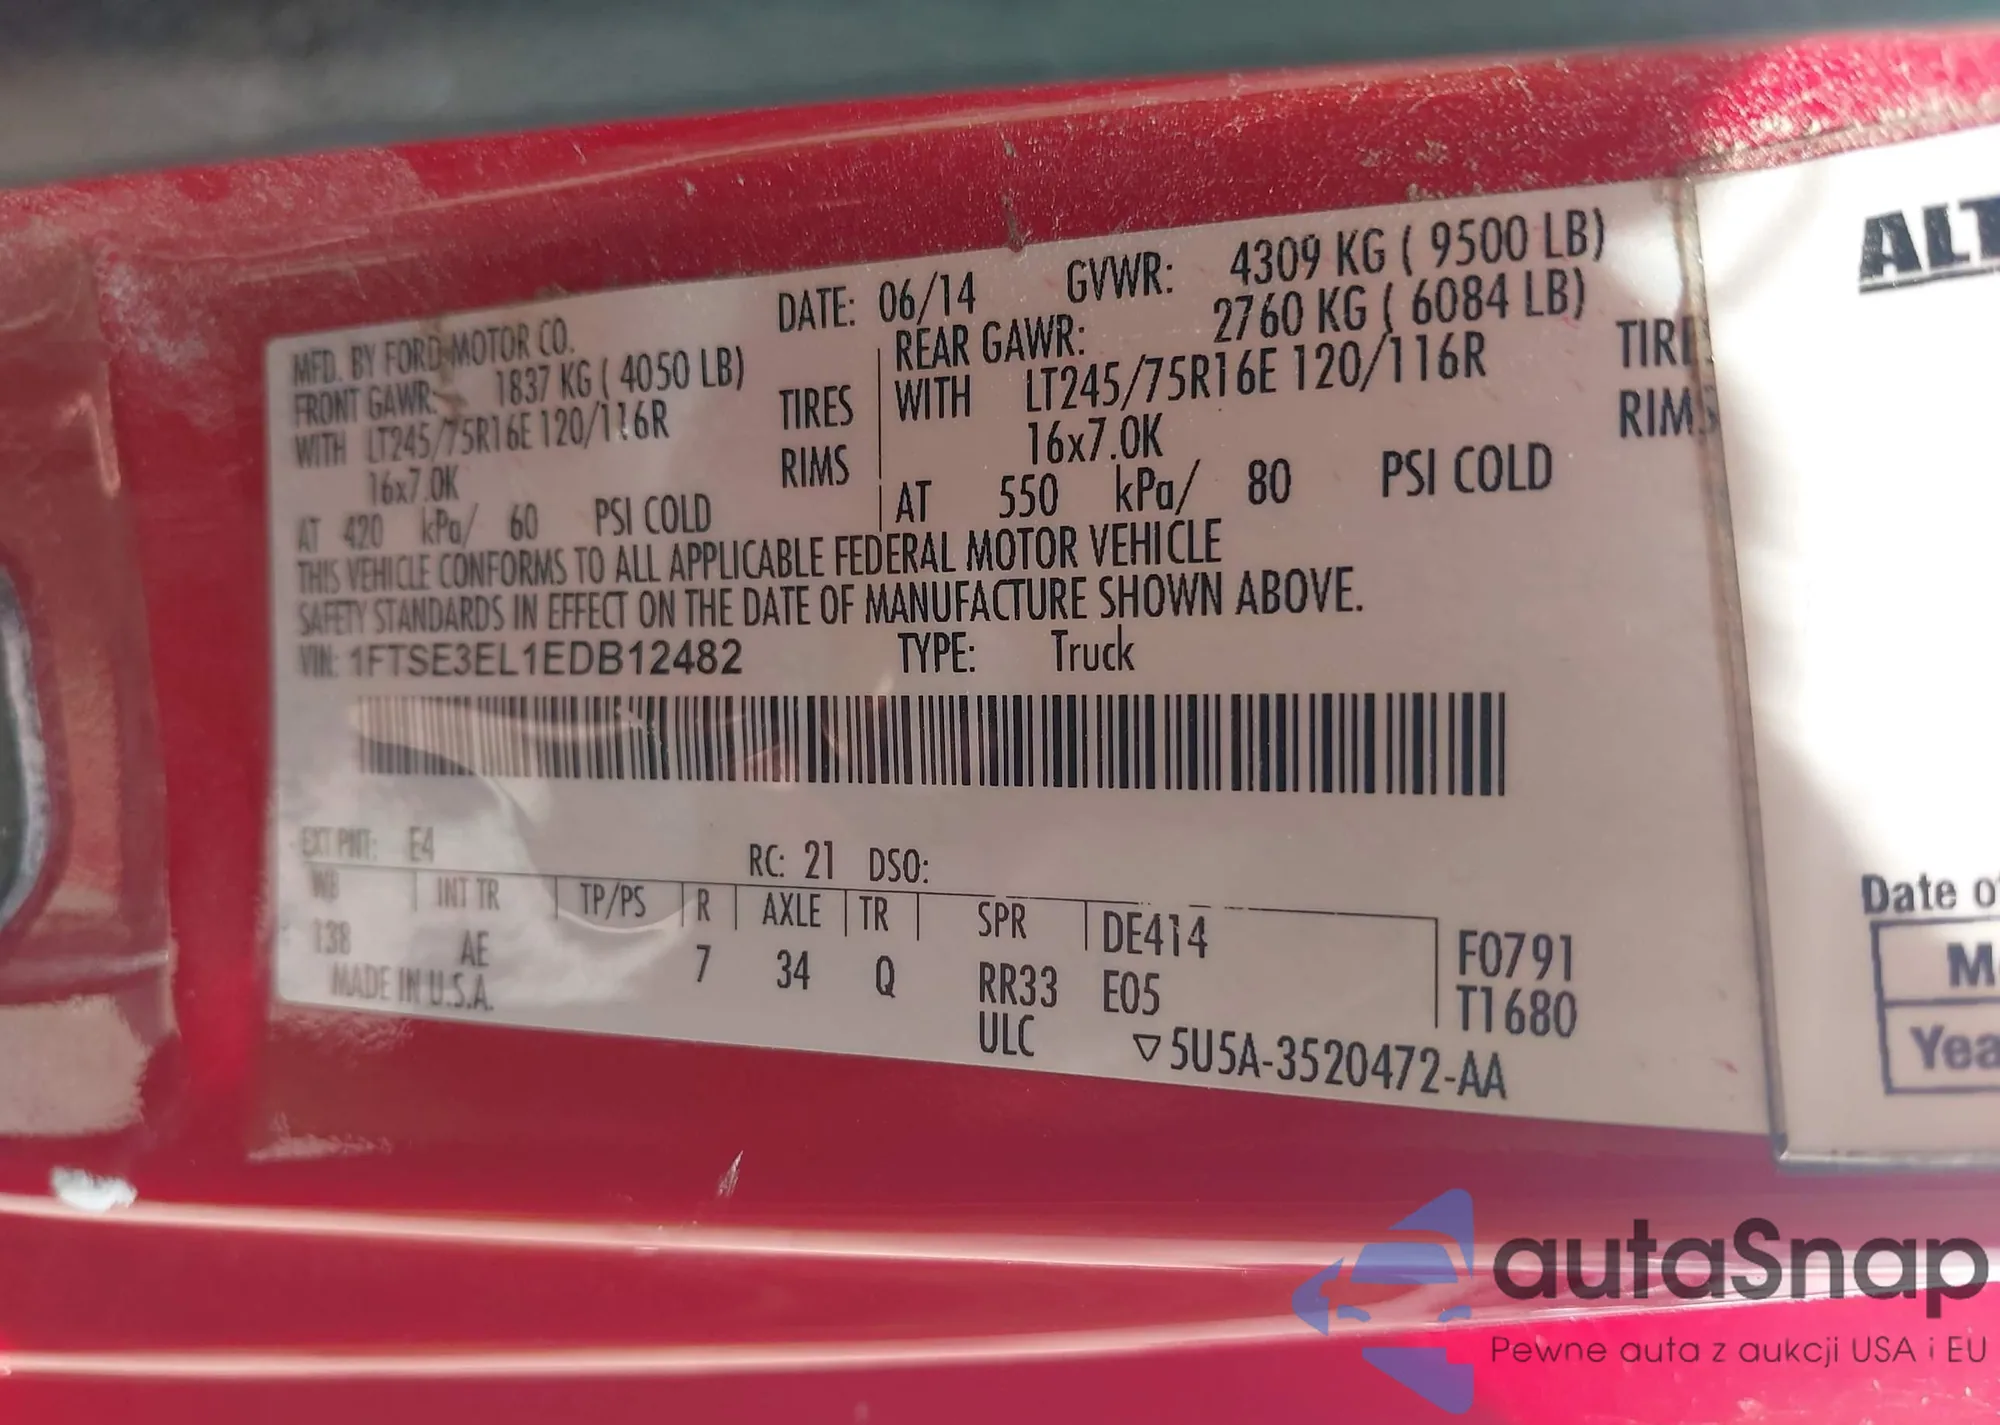 DATE: 06/14 GVWR: 4309 KG ( 9500 LB)
MFD. BY FORD MOTOR CO.
FRONT GAWR: 1837 KG ( 4050 LB)
WITH LT245/75R16E 120/116R TIRES
16x7.0K RIMS
AT 420 kPa/ 60 PSI COLD
REAR GAWR: 2760 KG ( 6084 LB)
WITH LT245/75R16E 120/116R TIRES
16x7.0K RIMS
AT 550 kPa/ 80 PSI COLD
THIS VEHICLE CONFORMS TO ALL APPLICABLE FEDERAL MOTOR VEHICLE
SAFETY STANDARDS IN EFFECT ON THE DATE OF MANUFACTURE SHOWN ABOVE.
VIN: 1FTSE3EL1EDB12482 TYPE: Truck
EXT PNT: E4 RC: 21 DSO:
WB INT TR TP/PS R AXLE TR SPR DE414 F0791
138 AE 7 34 Q RR33 E05 T1680
MADE IN U.S.A. ULC ▽5U5A-3520472-AA
ALT
Date o
M
Yea
autaSnap
Pewne auta z aukcji USA i EU